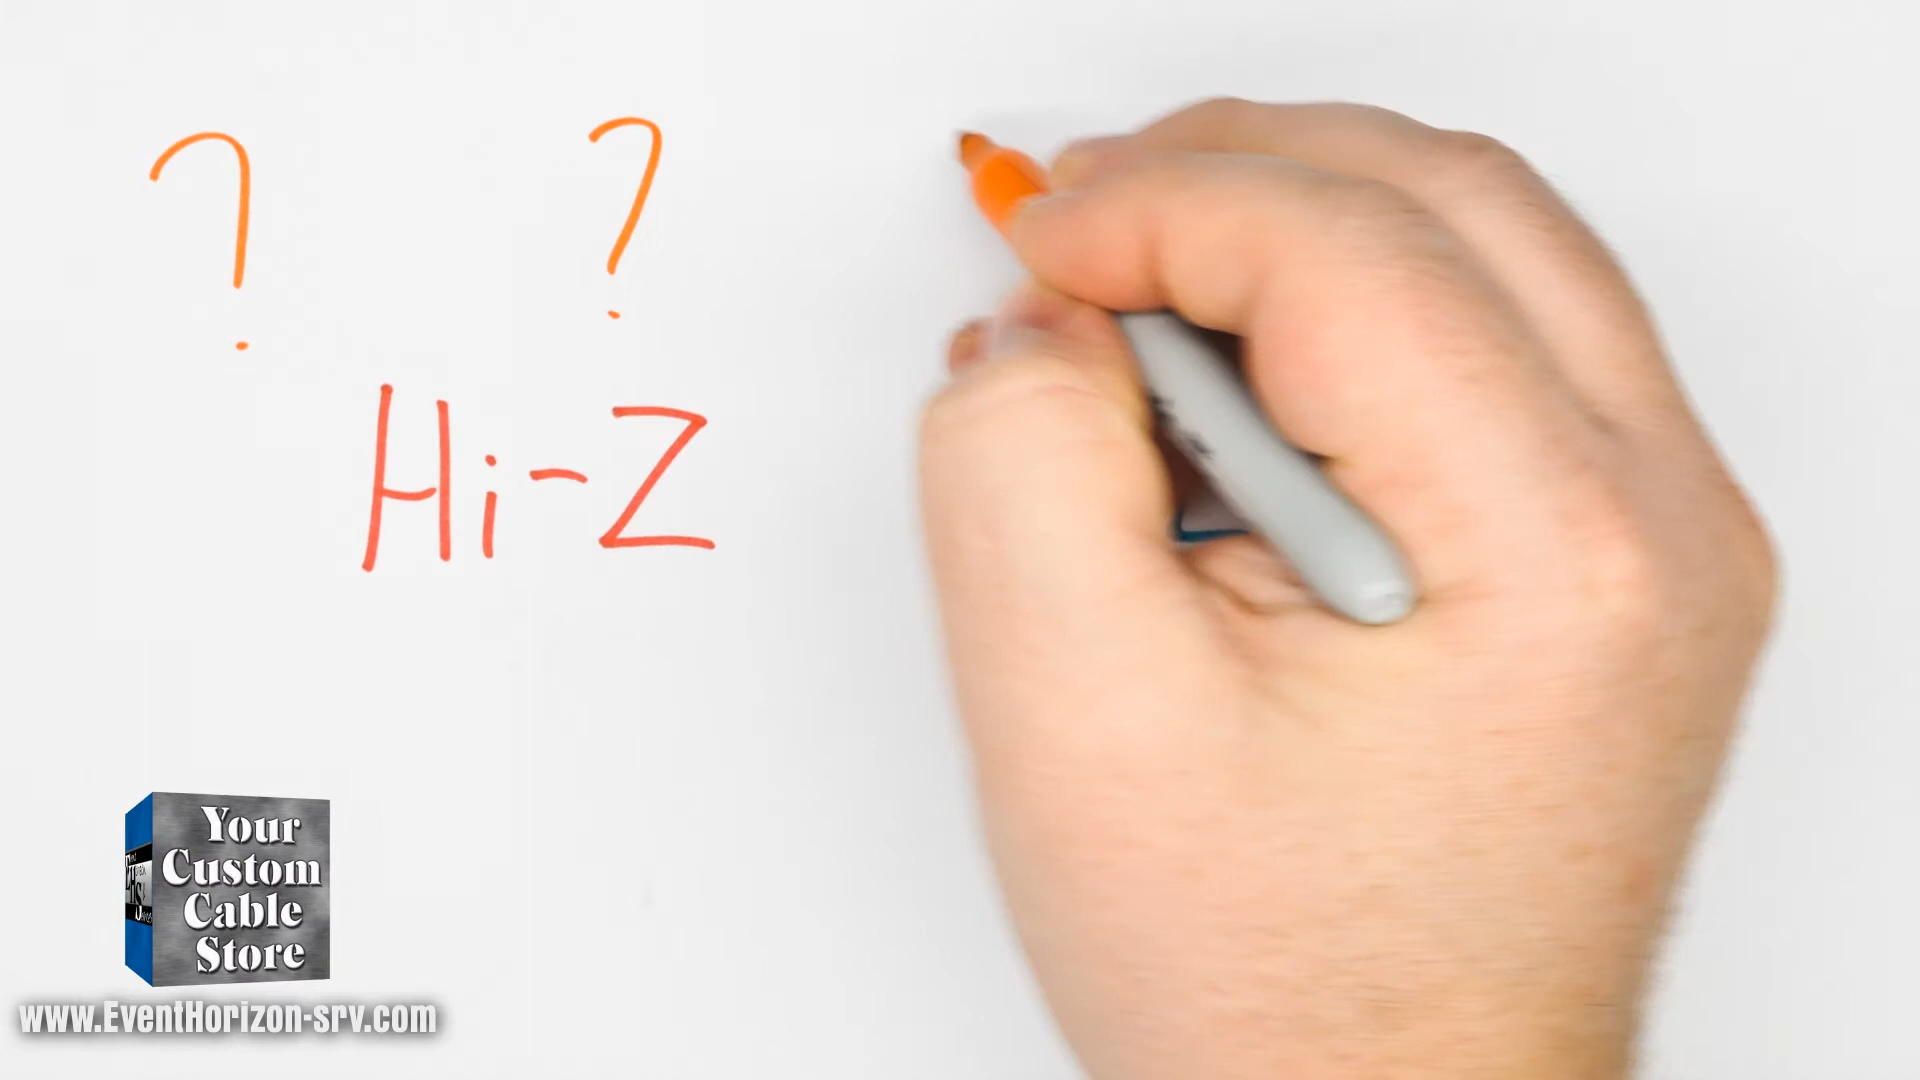 ? ?
Hi-Z
Your
Custom
Cable
Store
www.EventHorizon-srv.com